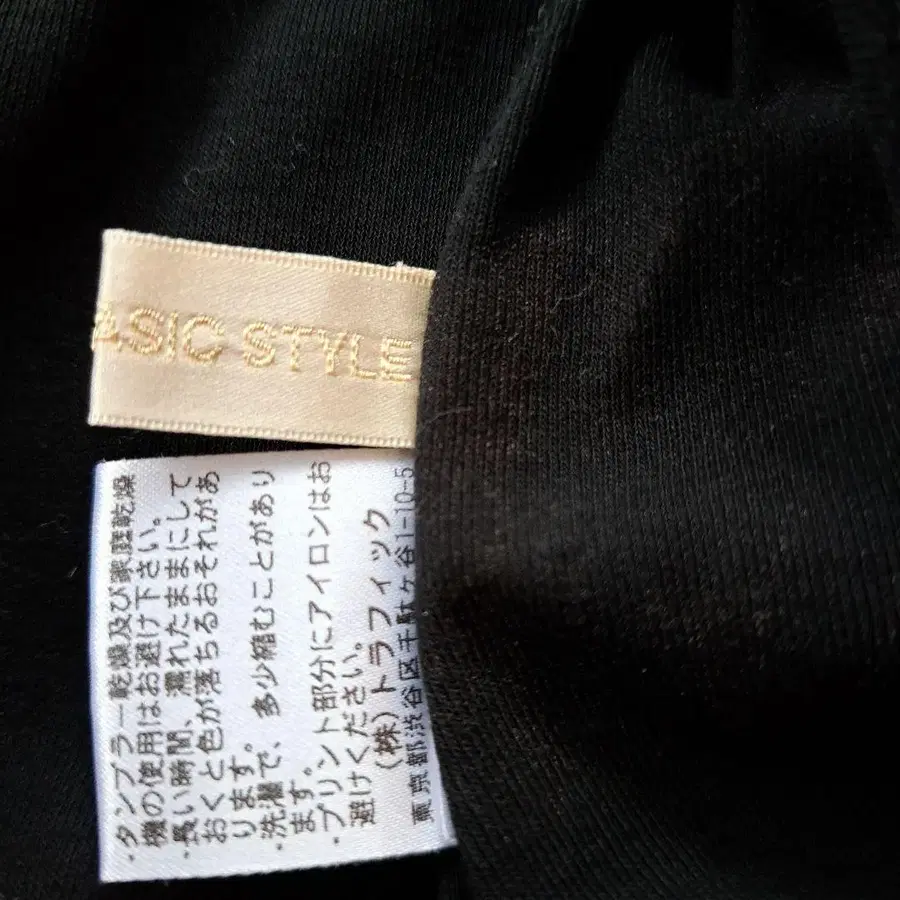 ASIC STYLE
・タンブラー乾燥及び家庭乾燥
機の使用はお避け下さい。
・長い時間、濡れたままにして
おくと色が落ちるおそれがあ
ります。
・洗濯で、多少縮むことがあり
ます。
・プリント部分にアイロンはお
避けください。
(株)トラフィック
東京都渋谷区千駄ケ谷1-10-5